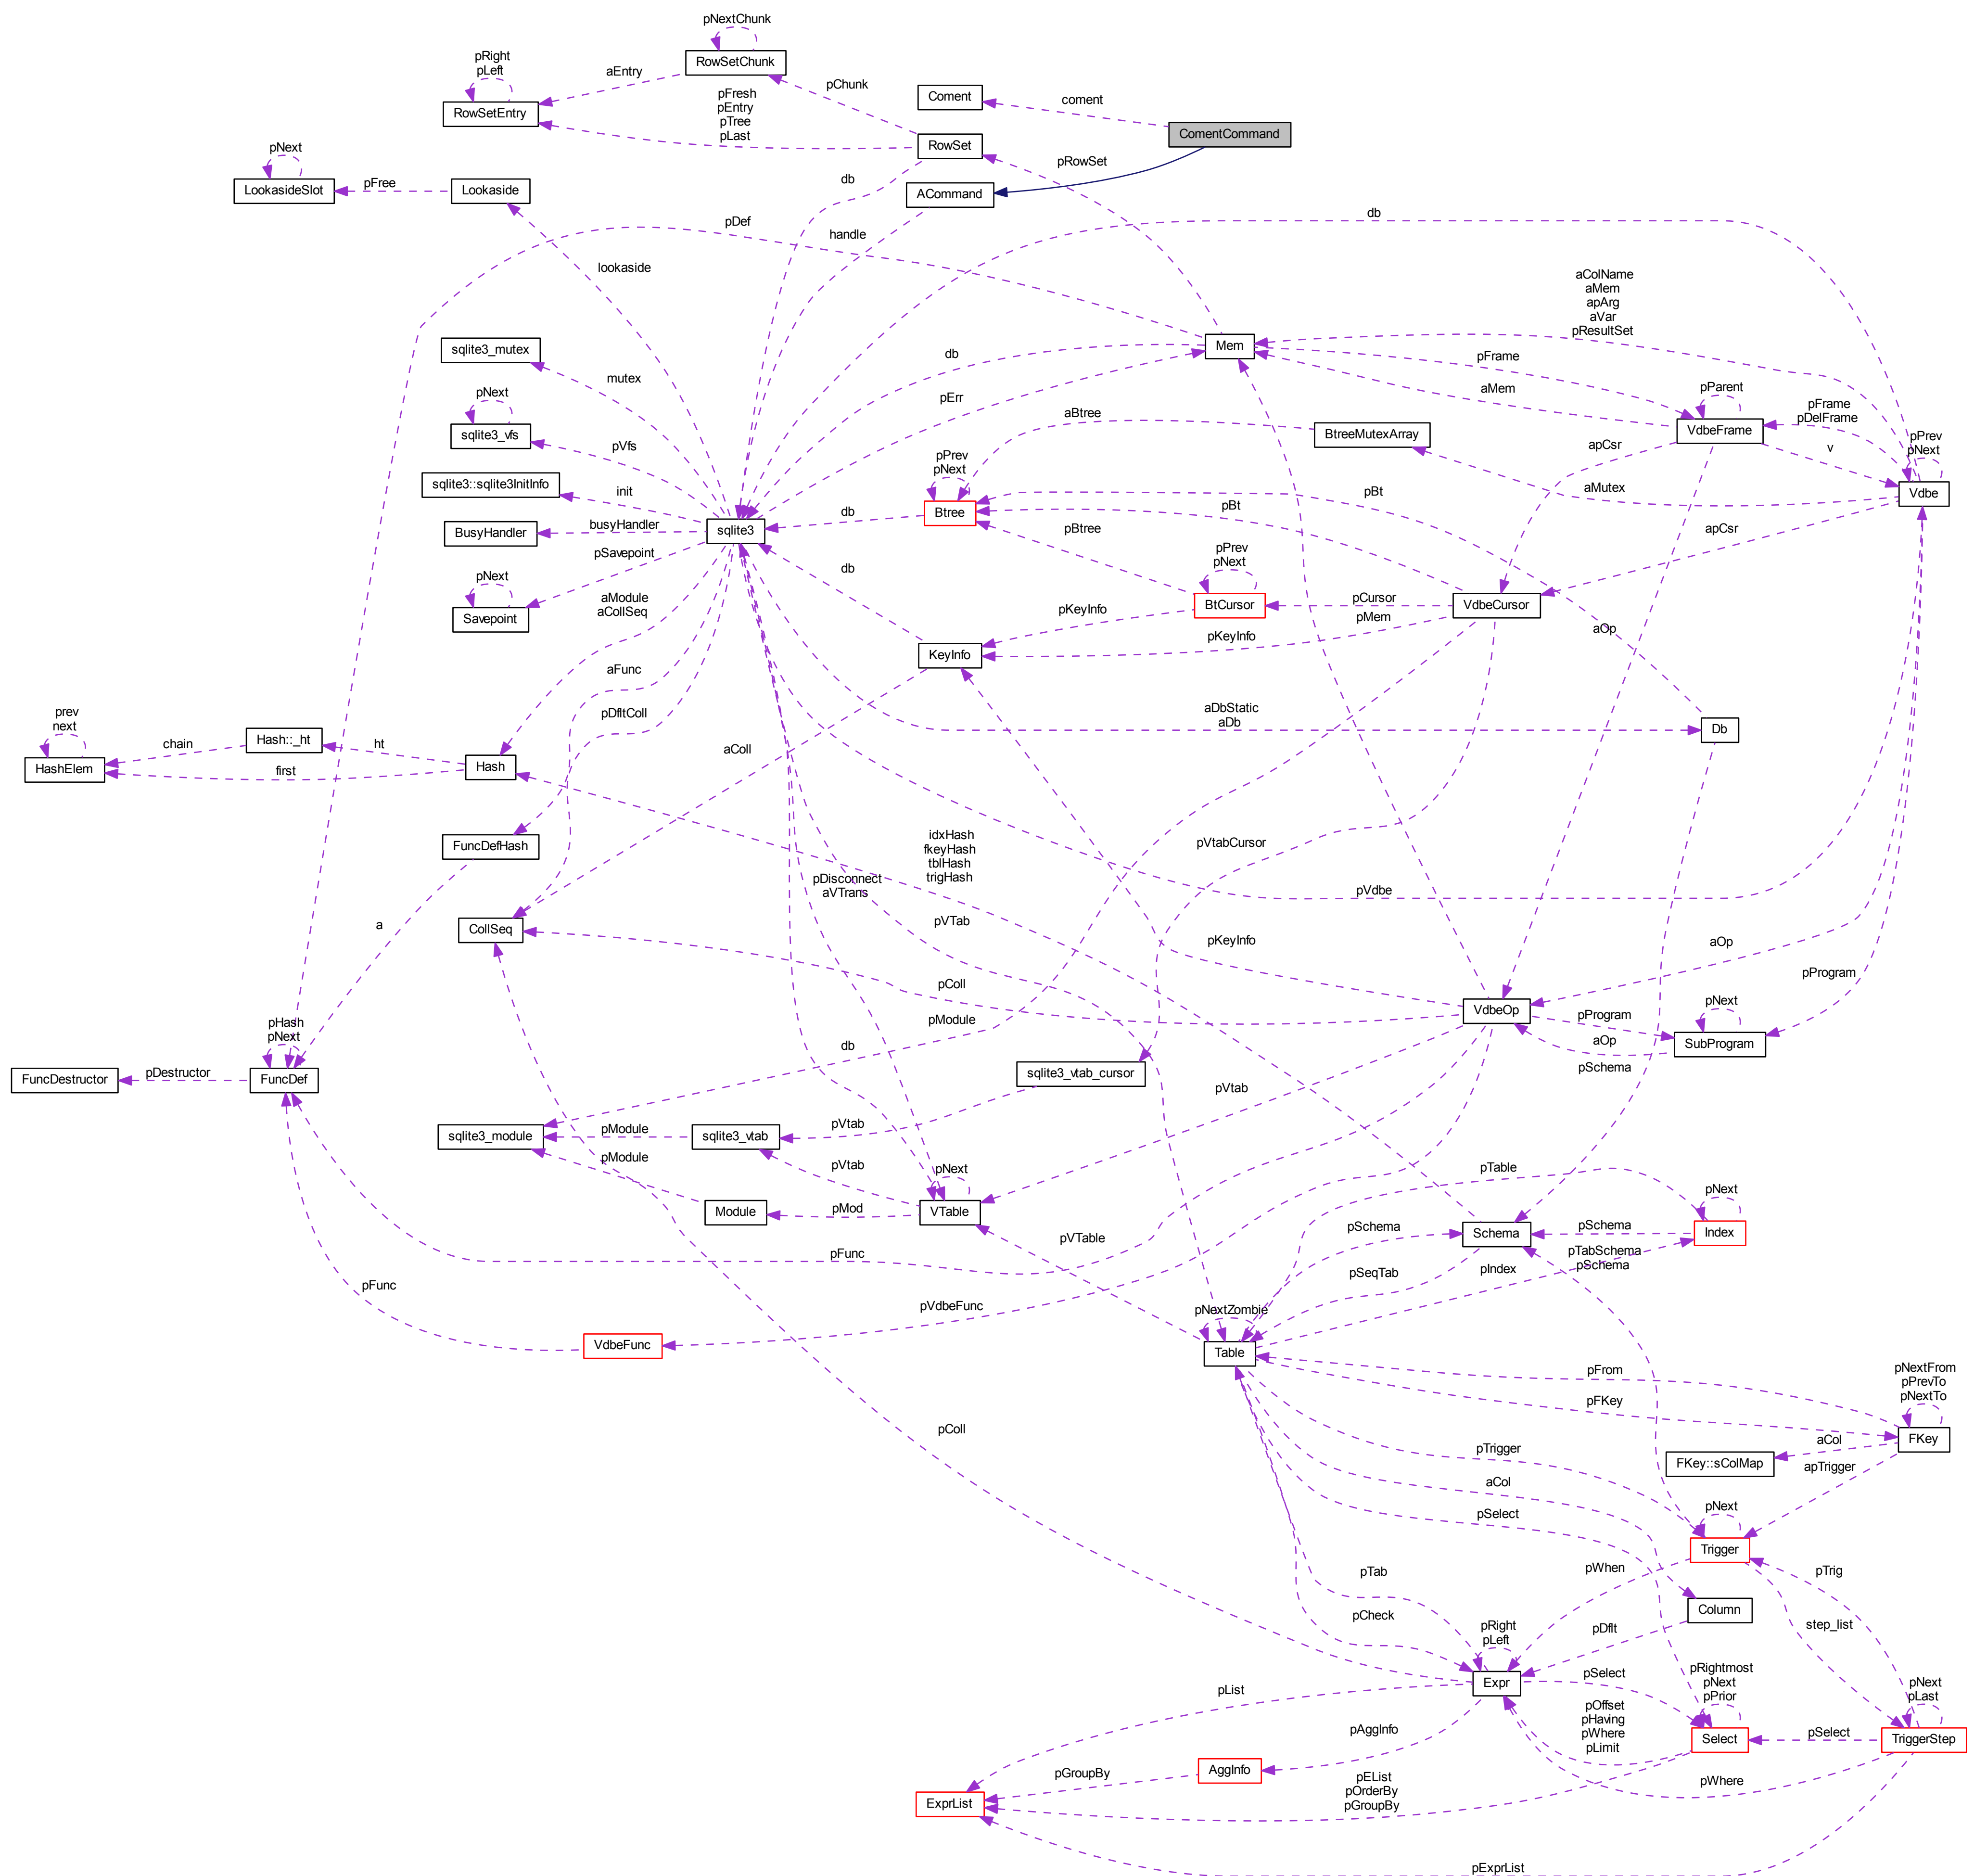 pNextChunk
RowSetChunk
pRight
pLeft
aEntry
RowSetEntry
pChunk
pFresh
pEntry
pTree
pLast
Coment
coment
ComentCommand
RowSet
pRowSet
pNext
LookasideSlot
pFree
Lookaside
db
ACommand
handle
pDef
db
lookaside
aColName
aMem
apArg
aVar
pResultSet
sqlite3_mutex
mutex
db
Mem
pFrame
pParent
pErr
aMem
pFrame
pDelFrame
VdbeFrame
pNext
sqlite3_vfs
pVfs
aBtree
BtreeMutexArray
apCsr
v
pPrev
pNext
Vdbe
sqlite3::sqlite3InitInfo
init
pPrev
pNext
Btree
pBt
pBt
aMutex
BusyHandler
busyHandler
sqlite3
db
pBtree
apCsr
pSavepoint
pNext
Savepoint
db
pPrev
pNext
BtCursor
pCursor
VdbeCursor
aModule
aCollSeq
pKeyInfo
pMem
pKeyInfo
aOp
KeyInfo
aFunc
pDfltColl
aDbStatic
aDb
Db
prev
next
HashElem
chain
Hash::_ht
ht
first
Hash
aColl
FuncDefHash
idxHash
fkeyHash
tblHash
trigHash
pVtabCursor
pDisconnect
aVTrans
pVdbe
a
CollSeq
pVTab
pKeyInfo
aOp
pColl
pProgram
VdbeOp
pProgram
pNext
SubProgram
aOp
pHash
pNext
FuncDef
pDestructor
FuncDestructor
db
pModule
sqlite3_vtab_cursor
pSchema
pVtab
sqlite3_module
pModule
sqlite3_vtab
pVtab
pModule
pVtab
pNext
Module
pMod
VTable
pTable
pNext
Index
pSchema
Schema
pSchema
pFunc
pVTable
pSeqTab
pIndex
pTabSchema
pSchema
pFunc
pVdbeFunc
VdbeFunc
pNextZombie
Table
pFrom
pNextFrom
pPrevTo
pNextTo
FKey
pFKey
pColl
pTrigger
aCol
FKey::sColMap
apTrigger
aCol
pSelect
pNext
Trigger
pTab
pWhen
pTrig
pCheck
Column
pDflt
step_list
pRight
pLeft
Expr
pSelect
pRightmost
pNext
pPrior
Select
pNext
pLast
TriggerStep
pSelect
pList
pOffset
pHaving
pWhere
pLimit
pAggInfo
AggInfo
pGroupBy
ExprList
pEList
pOrderBy
pGroupBy
pWhere
pExprList